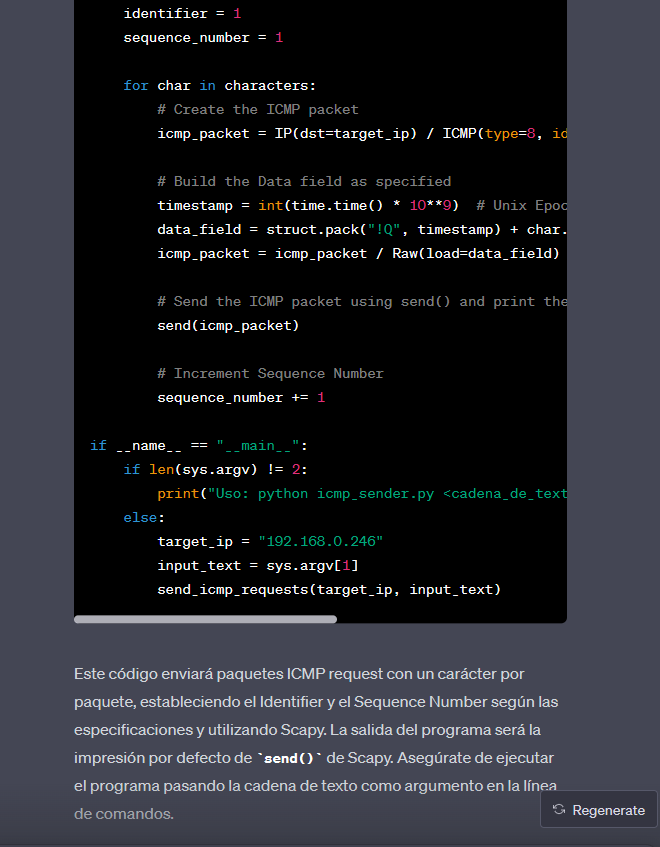 identifier = 1
sequence_number = 1
for char in characters:
# Create the ICMP packet
icmp_packet = IP(dst=target_ip) / ICMP(type=8, id
# Build the Data field as specified
timestamp = int(time.time() * 10**9)  # Unix Epoc
data_field = struct.pack("!Q", timestamp) + char.
icmp_packet = icmp_packet / Raw(load=data_field)
# Send the ICMP packet using send() and print the
send(icmp_packet)
# Increment Sequence Number
sequence_number += 1
if __name__ == "__main__":
if len(sys.argv) != 2:
print("Uso: python icmp_sender.py <cadena_de_text
else:
target_ip = "192.168.0.246"
input_text = sys.argv[1]
send_icmp_requests(target_ip, input_text)
Este código enviará paquetes ICMP request con un carácter por
paquete, estableciendo el Identifier y el Sequence Number según las
especificaciones y utilizando Scapy. La salida del programa será la
impresión por defecto de `send()` de Scapy. Asegúrate de ejecutar
el programa pasando la cadena de texto como argumento en la línea
de comandos.
Regenerate